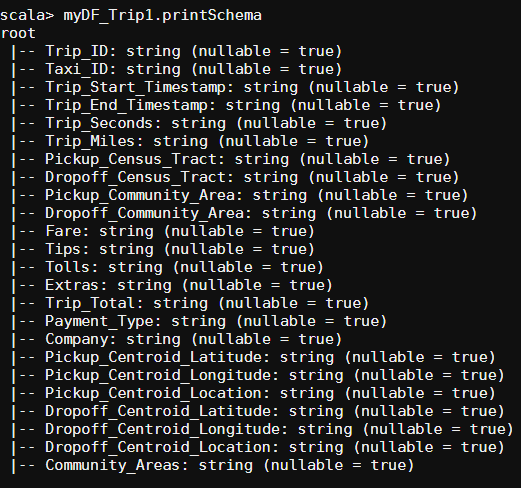 scala> myDF_Trip1.printSchema
root
 |-- Trip_ID: string (nullable = true)
 |-- Taxi_ID: string (nullable = true)
 |-- Trip_Start_Timestamp: string (nullable = true)
 |-- Trip_End_Timestamp: string (nullable = true)
 |-- Trip_Seconds: string (nullable = true)
 |-- Trip_Miles: string (nullable = true)
 |-- Pickup_Census_Tract: string (nullable = true)
 |-- Dropoff_Census_Tract: string (nullable = true)
 |-- Pickup_Community_Area: string (nullable = true)
 |-- Dropoff_Community_Area: string (nullable = true)
 |-- Fare: string (nullable = true)
 |-- Tips: string (nullable = true)
 |-- Tolls: string (nullable = true)
 |-- Extras: string (nullable = true)
 |-- Trip_Total: string (nullable = true)
 |-- Payment_Type: string (nullable = true)
 |-- Company: string (nullable = true)
 |-- Pickup_Centroid_Latitude: string (nullable = true)
 |-- Pickup_Centroid_Longitude: string (nullable = true)
 |-- Pickup_Centroid_Location: string (nullable = true)
 |-- Dropoff_Centroid_Latitude: string (nullable = true)
 |-- Dropoff_Centroid_Longitude: string (nullable = true)
 |-- Dropoff_Centroid_Location: string (nullable = true)
 |-- Community_Areas: string (nullable = true)